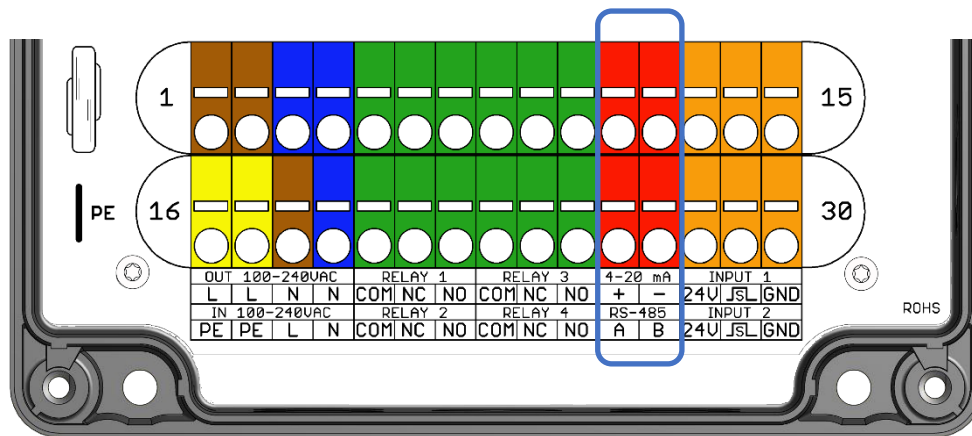 1 15
PE 16 30
OUT 100-240VAC RELAY 1 RELAY 3 4-20 mA INPUT 1
L L N N COM NC NO COM NC NO + - 24V S GND
IN 100-240VAC RELAY 2 RELAY 4 RS-485 INPUT 2
PE PE L N COM NC NO COM NC NO A B 24V S GND
ROHS